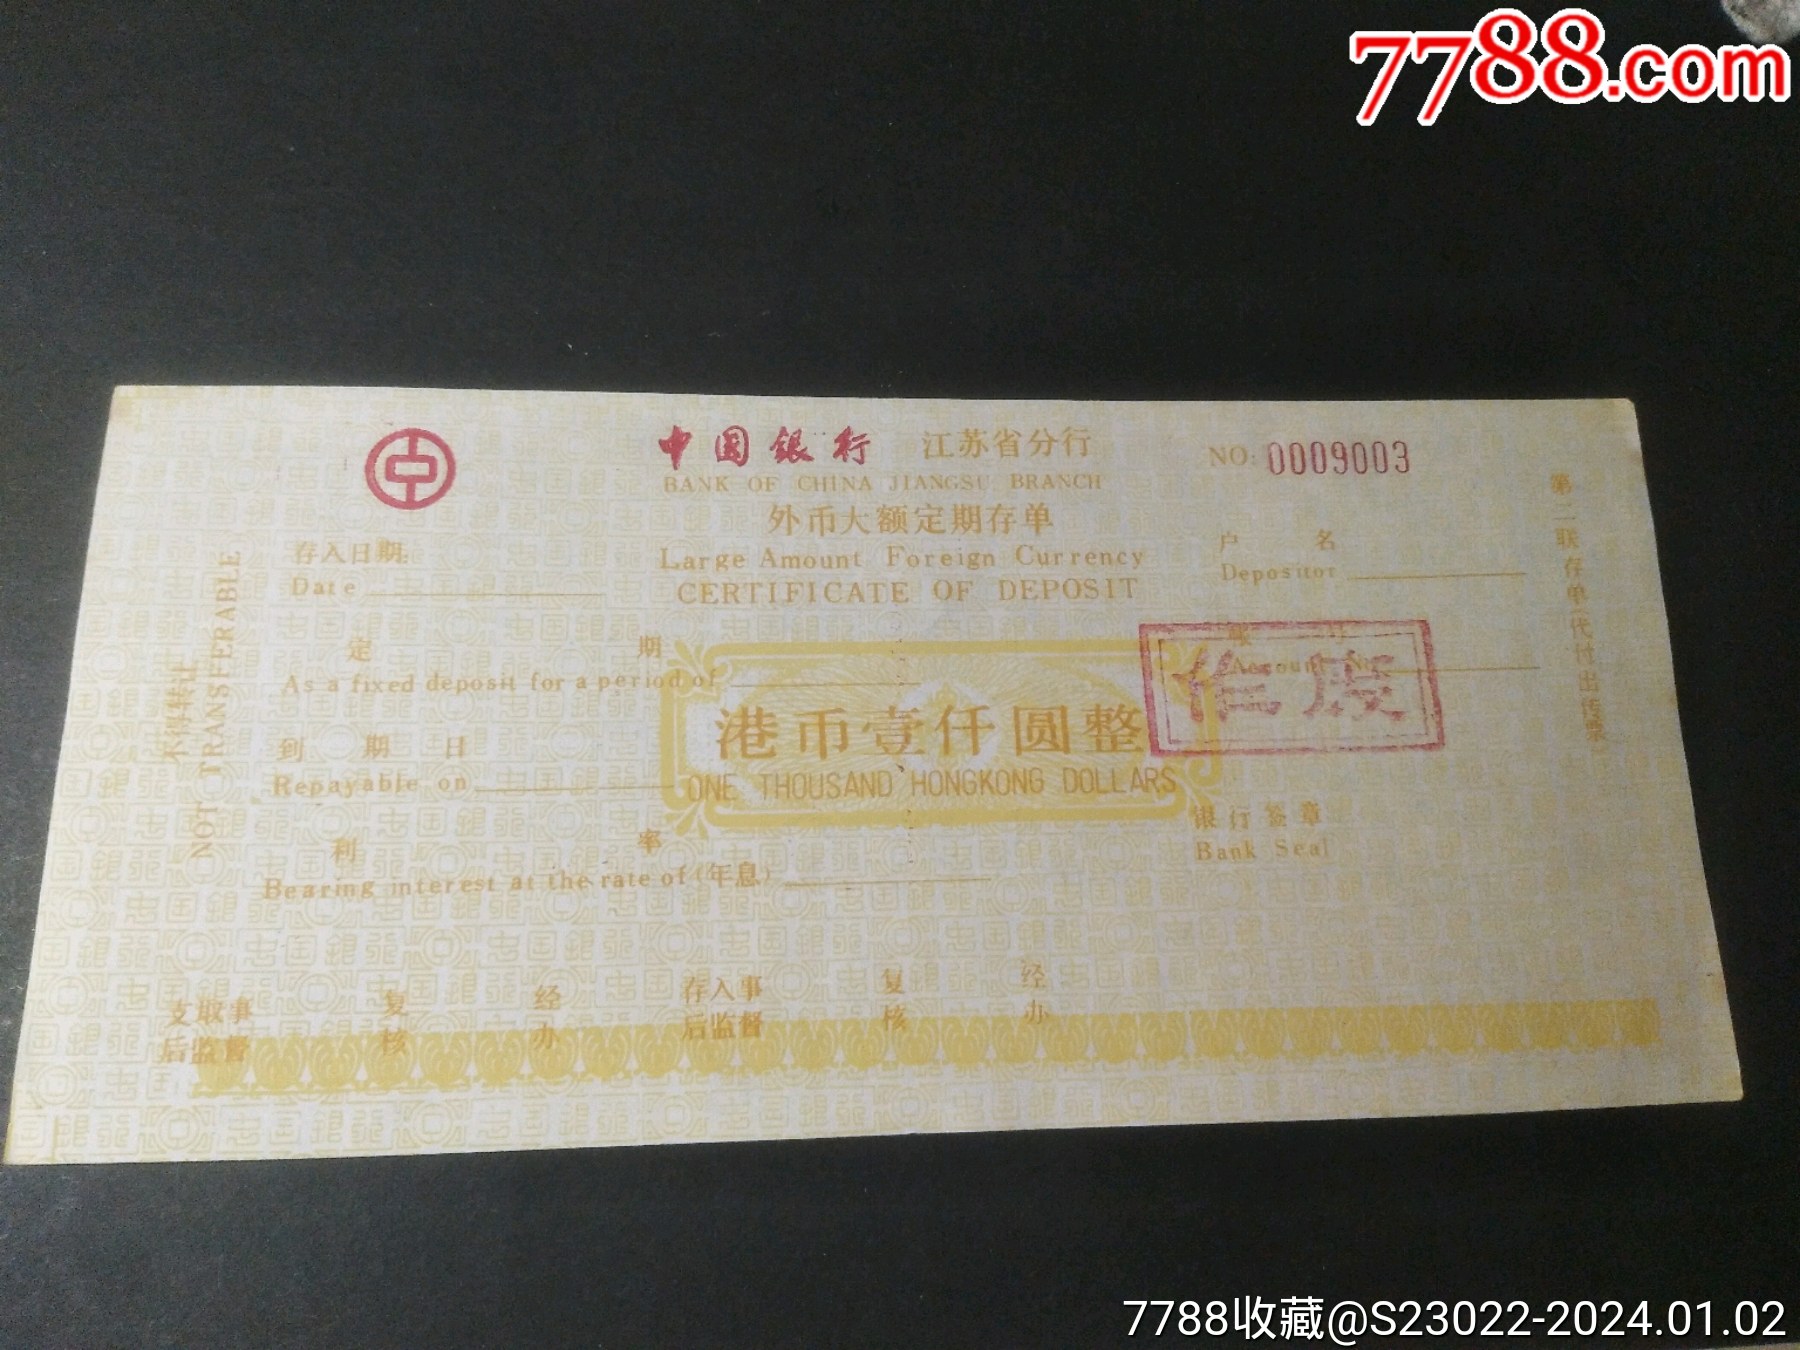 7788.com
中国银行 江苏省分行
BANK OF CHINA JIANGSU BRANCH
NO: 0009003
外币大额定期存单
Large Amount Foreign Currency
CERTIFICATE OF DEPOSIT
存入日期:
Date
户名
Depositor
定期
As a fixed deposit for a period of
Account No
作废
港币壹仟圆整
ONE THOUSAND HONGKONG DOLLARS
到期日
Repayable on
利率
Bearing interest at the rate of (年息)
银行签章
Bank Seal
不得转让
NOT TRANSFERABLE
第二联存单(代付出传票
支取事后监督
复核
经办
存入事后监督
复核
经办
7788收藏@S23022-2024.01.02